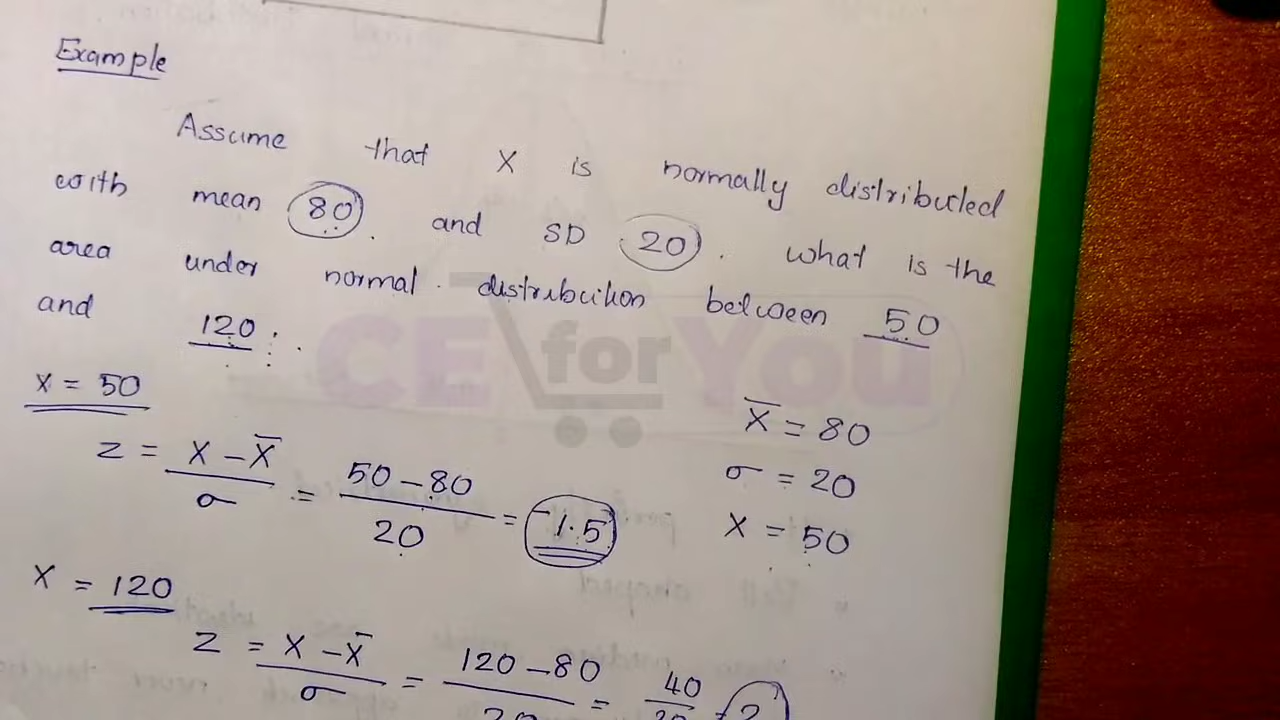 Example
Assume that X is normally distributed
with mean 80 and SD 20. What is the
area under normal distribution between 50
and 120:
X = 50
Z = X - X̄ / σ = 50 - 80 / 20 = -1.5
X̄ = 80
σ = 20
X = 50
X = 120
Z = X - X̄ / σ = 120 - 80 / 20 = 40 / 20 = 2
CE for You